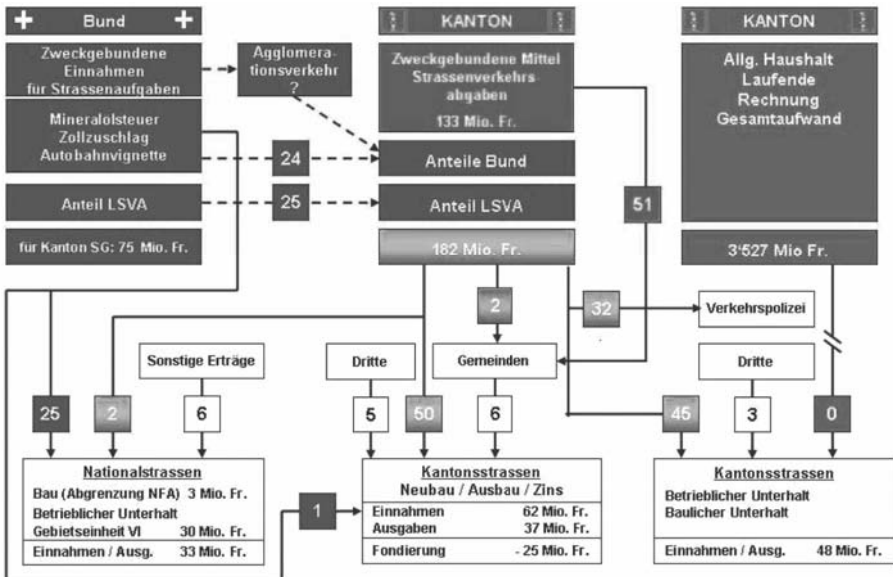 Bund
Zweckgebundene
Einnahmen
für Strassenaufgaben
Mineralolsteuer
Zollzuschlag
Autobahnvignette
Anteil LSVA
für Kanton SG: 75 Mio. Fr.
Agglomera-
tionsverkehr
?
24
25
KANTON
Zweckgebundene Mittel
Strassenverkehrs
abgaben
133 Mio. Fr.
Anteile Bund
Anteil LSVA
182 Mio. Fr.
51
KANTON
Allg. Haushalt
Laufende
Rechnung
Gesamtaufwand
3'527 Mio Fr.
2
32
Verkehrspolizei
Sonstige Erträge
Dritte
Gemeinden
Dritte
25
2
6
5
50
6
45
3
0
Nationalstrassen
Bau (Abgrenzung NFA) 3 Mio. Fr.
Betrieblicher Unterhalt
Gebietseinheit VI 30 Mio. Fr.
Einnahmen / Ausg. 33 Mio. Fr.
1
Kantonsstrassen
Neubau / Ausbau / Zins
Einnahmen 62 Mio. Fr.
Ausgaben 37 Mio. Fr.
Fondierung - 25 Mio. Fr.
Kantonsstrassen
Betrieblicher Unterhalt
Baulicher Unterhalt
Einnahmen / Ausg. 48 Mio. Fr.